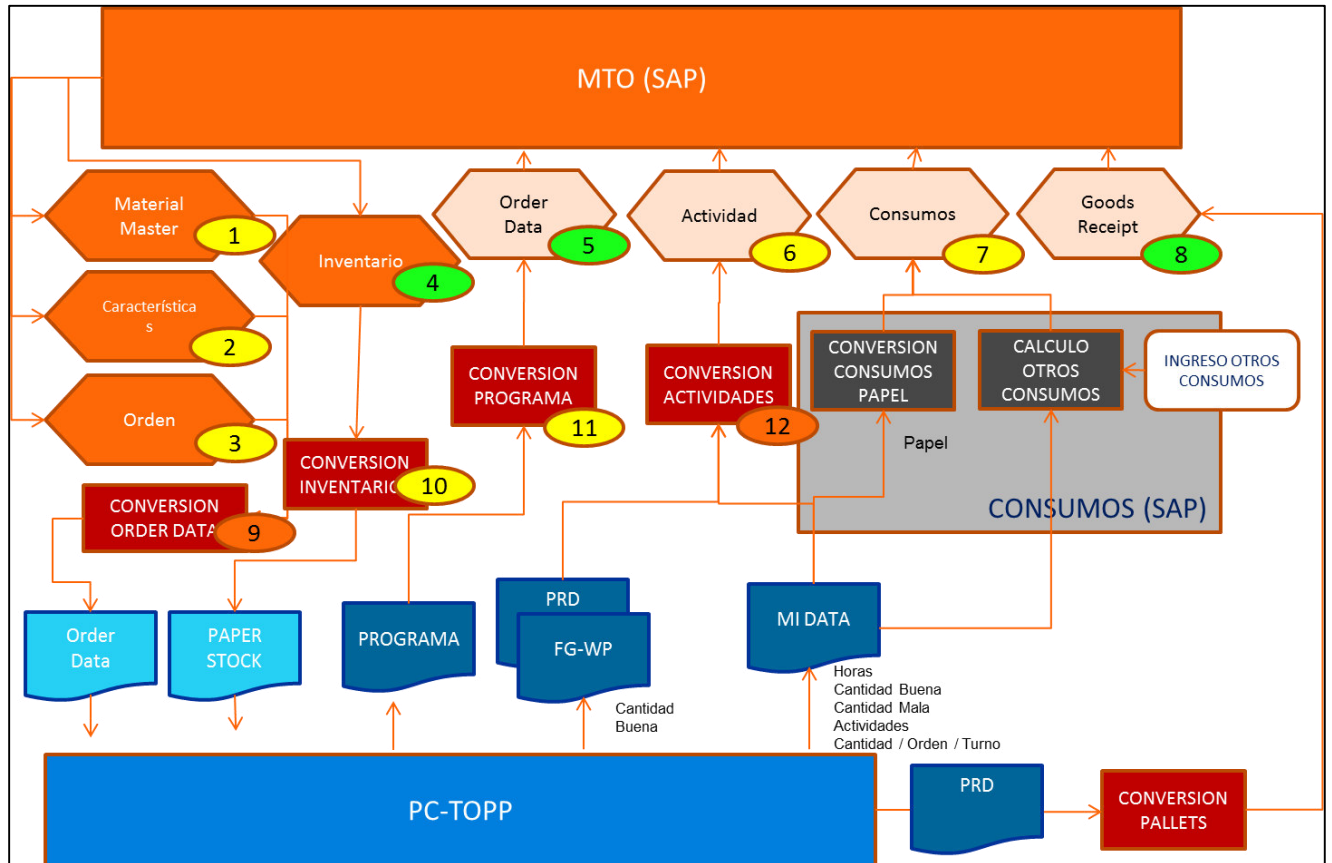 MTO (SAP)
Material
Master
1
Característica
s
2
Orden
3
Inventario
4
Order
Data
5
Actividad
6
Consumos
7
Goods
Receipt
8
CONVERSION
ORDER DATA
9
CONVERSION
INVENTARIO
10
CONVERSION
PROGRAMA
11
CONVERSION
ACTIVIDADES
12
CONVERSION
CONSUMOS
PAPEL
CALCULO
OTROS
CONSUMOS
INGRESO OTROS
CONSUMOS
Papel
CONSUMOS (SAP)
Order
Data
PAPER
STOCK
PROGRAMA
PRD
FG-WP
Cantidad
Buena
MI DATA
Horas
Cantidad Buena
Cantidad Mala
Actividades
Cantidad / Orden / Turno
PC-TOPP
PRD
CONVERSION
PALLETS